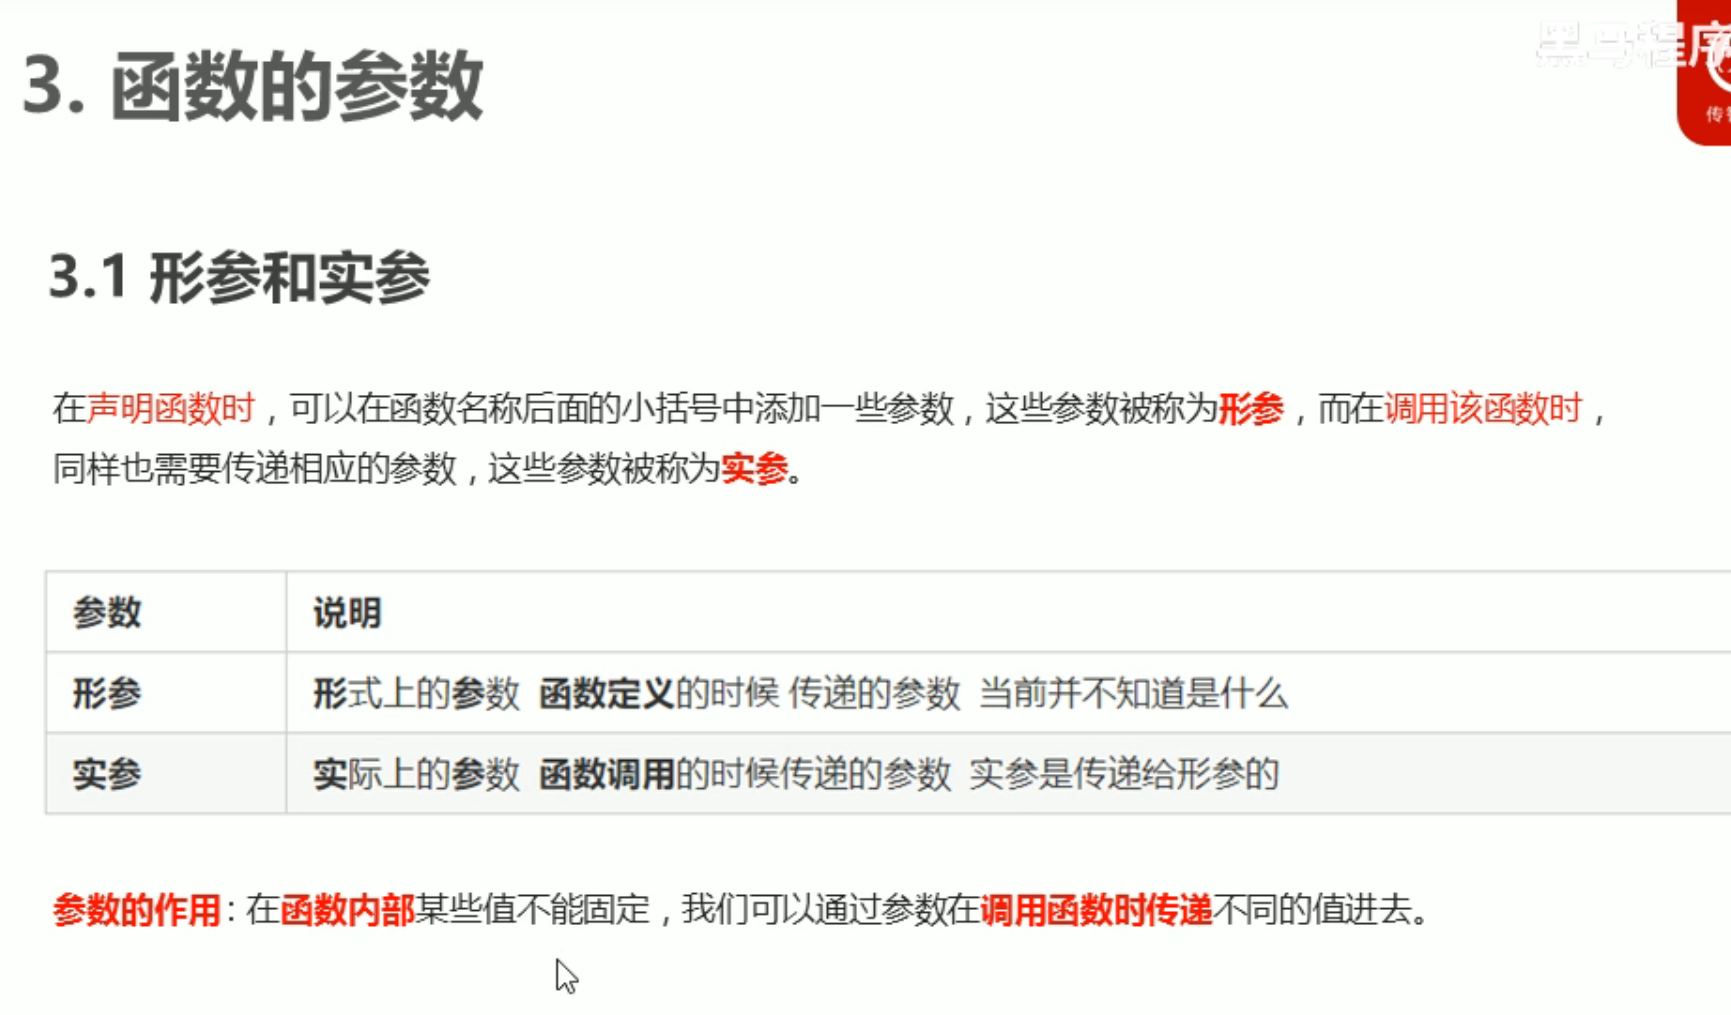 黑马程序
传智
3. 函数的参数
3.1 形参和实参
在声明函数时，可以在函数名称后面的小括号中添加一些参数，这些参数被称为形参，而在调用该函数时，
同样也需要传递相应的参数，这些参数被称为实参。
参数 说明
形参 形式上的参数 函数定义的时候 传递的参数 当前并不知道是什么
实参 实际上的参数 函数调用的时候传递的参数 实参是传递给形参的
参数的作用：在函数内部某些值不能固定，我们可以通过参数在调用函数时传递不同的值进去。